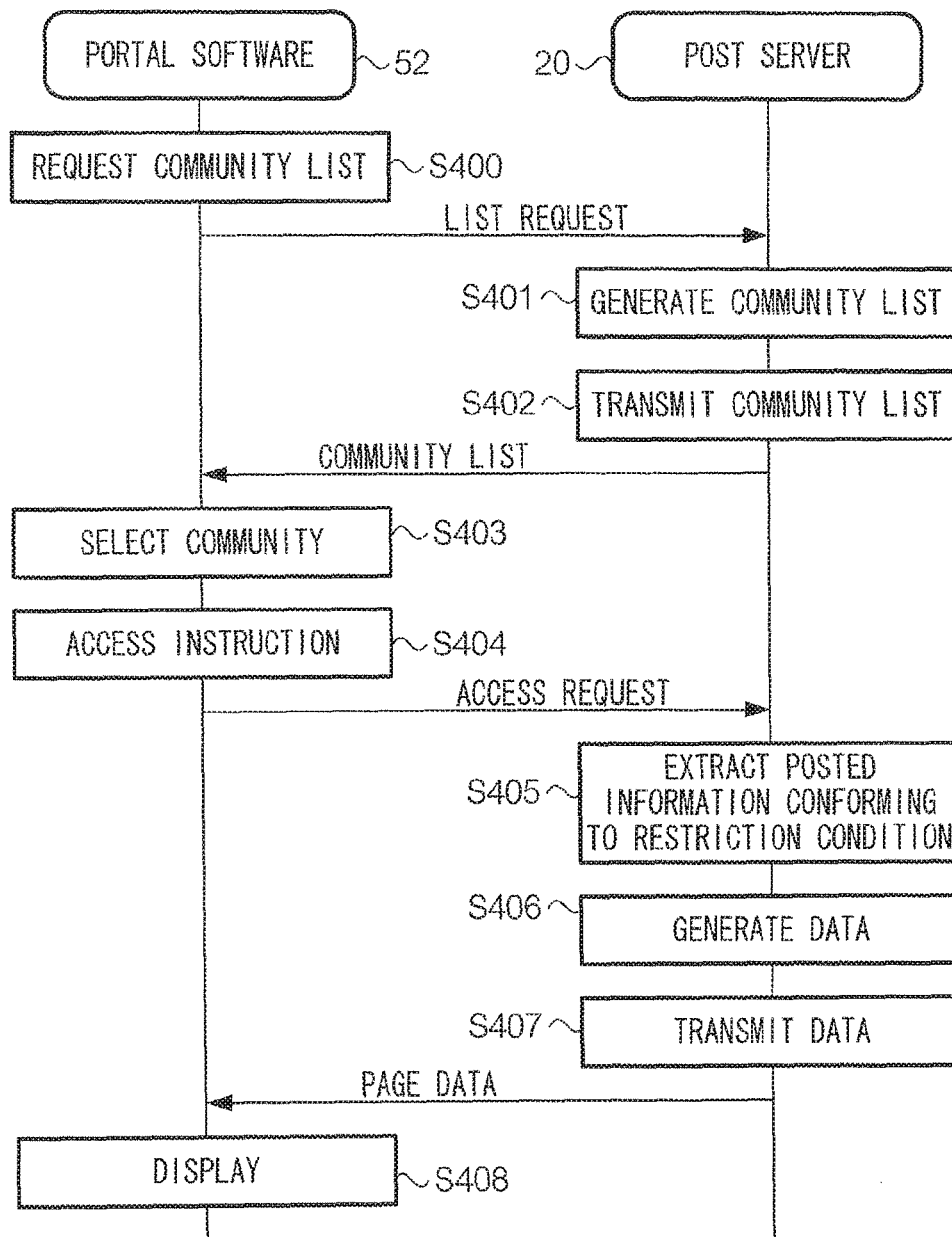 PORTAL SOFTWARE
52
20
POST SERVER
REQUEST COMMUNITY LIST
S400
LIST REQUEST
S401
GENERATE COMMUNITY LIST
S402
TRANSMIT COMMUNITY LIST
COMMUNITY LIST
SELECT COMMUNITY
S403
ACCESS INSTRUCTION
S404
ACCESS REQUEST
S405
EXTRACT POSTED
INFORMATION CONFORMING
TO RESTRICTION CONDITION
S406
GENERATE DATA
S407
TRANSMIT DATA
PAGE DATA
DISPLAY
S408